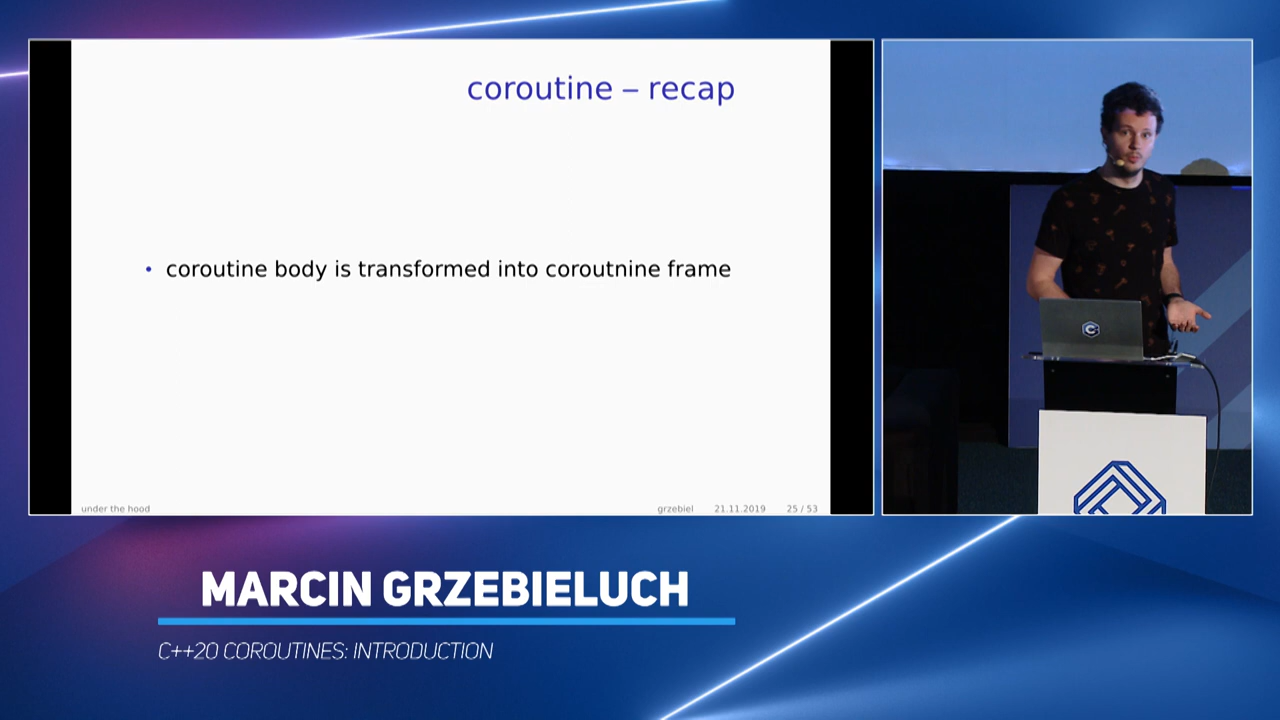 coroutine – recap
• coroutine body is transformed into coroutnine frame
under the hood
grzebiel 21.11.2019 25 / 53
MARCIN GRZEBIELUCH
C++20 COROUTINES: INTRODUCTION